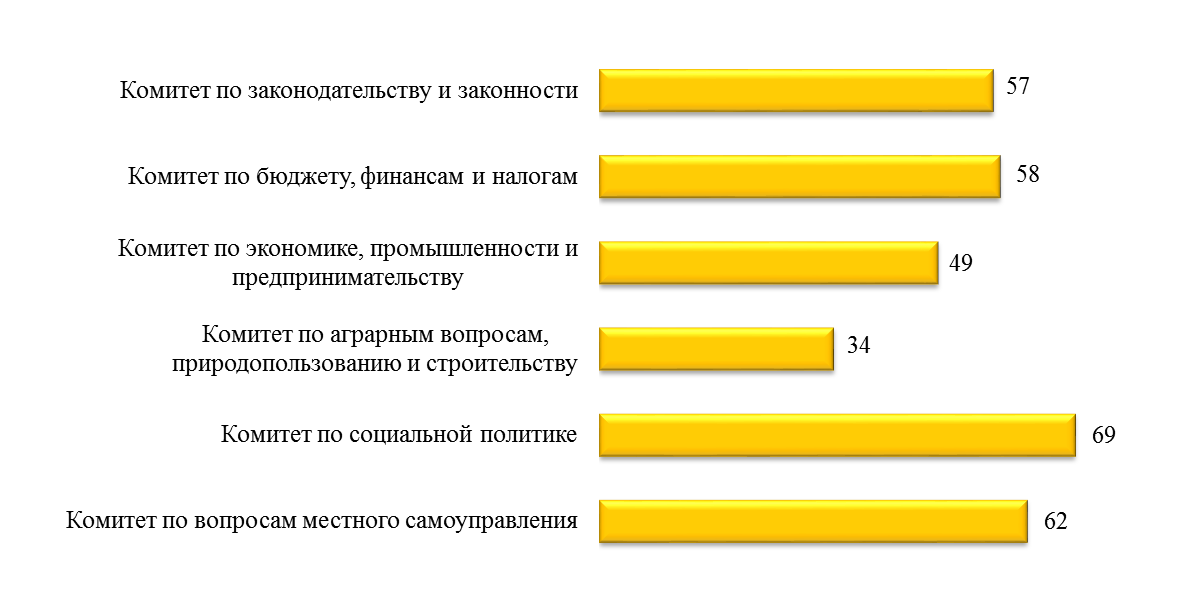 Комитет по законодательству и законности 57
Комитет по бюджету, финансам и налогам 58
Комитет по экономике, промышленности и
предпринимательству 49
Комитет по аграрным вопросам,
природопользованию и строительству 34
Комитет по социальной политике 69
Комитет по вопросам местного самоуправления 62